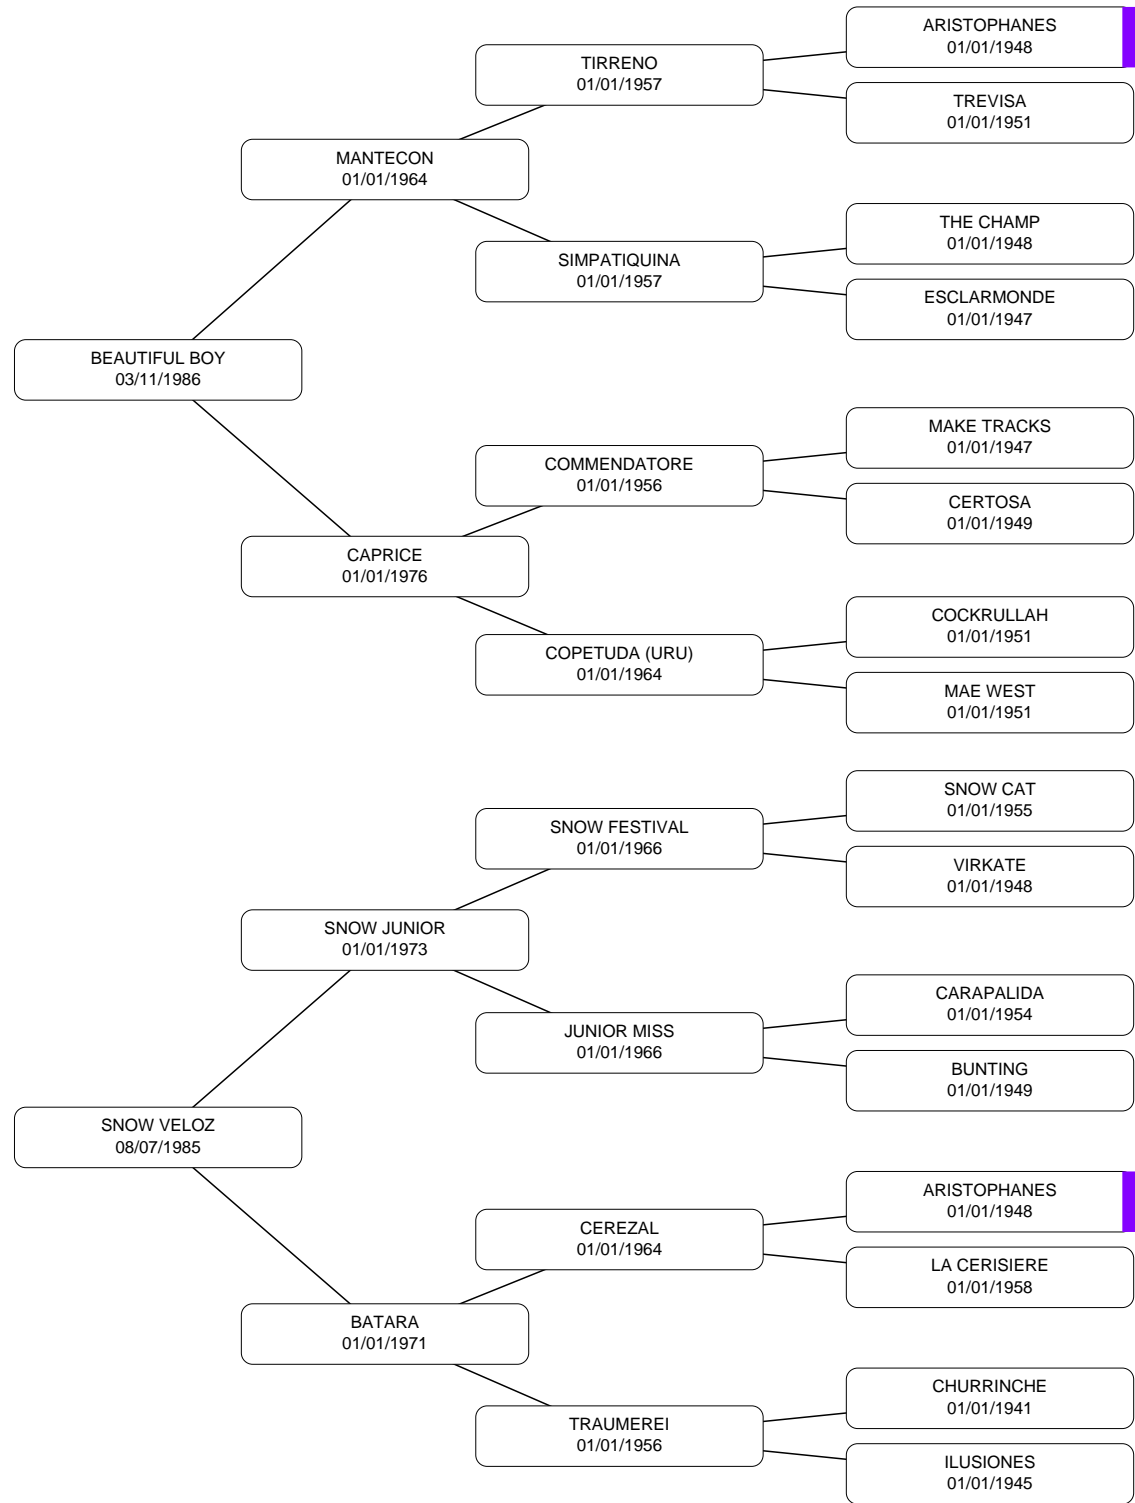 ARISTOPHANES
01/01/1948
TIRRENO
01/01/1957
TREVISA
01/01/1951
MANTECON
01/01/1964
THE CHAMP
01/01/1948
SIMPATIQUINA
01/01/1957
ESCLARMONDE
01/01/1947
BEAUTIFUL BOY
03/11/1986
MAKE TRACKS
01/01/1947
COMMENDATORE
01/01/1956
CERTOSA
01/01/1949
CAPRICE
01/01/1976
COCKRULLAH
01/01/1951
COPETUDA (URU)
01/01/1964
MAE WEST
01/01/1951
SNOW CAT
01/01/1955
SNOW FESTIVAL
01/01/1966
VIRKATE
01/01/1948
SNOW JUNIOR
01/01/1973
CARAPALIDA
01/01/1954
JUNIOR MISS
01/01/1966
BUNTING
01/01/1949
SNOW VELOZ
08/07/1985
ARISTOPHANES
01/01/1948
CEREZAL
01/01/1964
LA CERISIERE
01/01/1958
BATARA
01/01/1971
CHURRINCHE
01/01/1941
TRAUMEREI
01/01/1956
ILUSIONES
01/01/1945